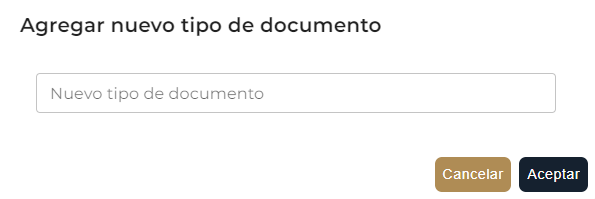 Agregar nuevo tipo de documento
Nuevo tipo de documento
Cancelar Aceptar